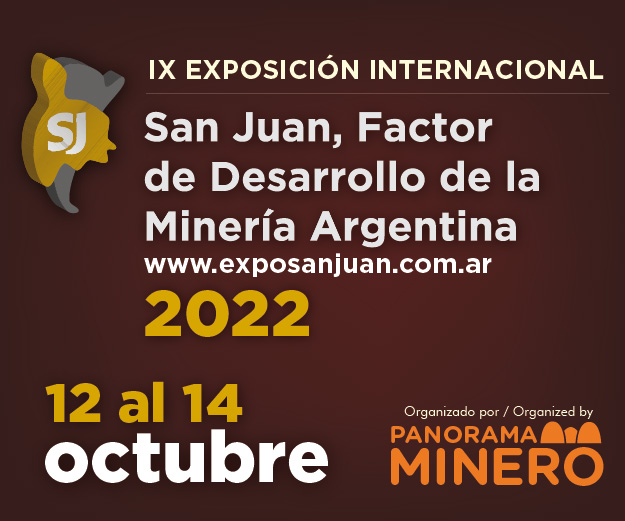 SJ
IX EXPOSICIÓN INTERNACIONAL
San Juan, Factor
de Desarrollo de la
Minería Argentina
www.exposanjuan.com.ar
2022
12 al 14
octubre
Organizado por / Organized by
PANORAMA
MINERO